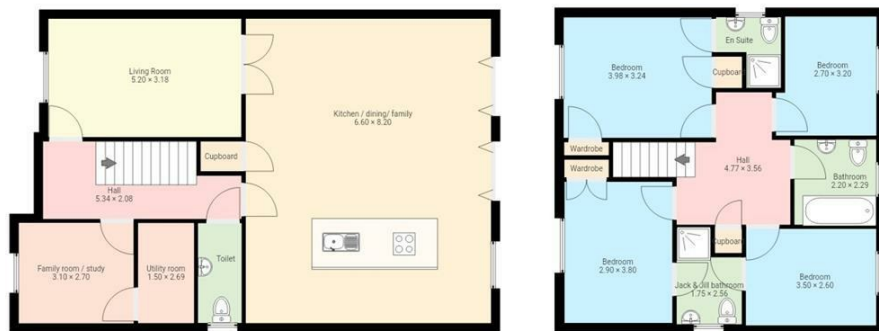 Living Room
5.20 × 3.18
Kitchen / dining/ family
6.60 × 8.20
Cupboard
Hall
5.34 × 2.08
Family room / study
3.10 × 2.70
Utility room
1.50 × 2.69
Toilet
Bedroom
3.98 × 3.24
En Suite
Cupboard
Bedroom
2.70 × 3.20
Wardrobe
Wardrobe
Hall
4.77 × 3.56
Bathroom
2.20 × 2.29
Bedroom
2.90 × 3.80
Cupboard
Jack & Jill bathroom
1.75 × 2.56
Bedroom
3.50 × 2.60